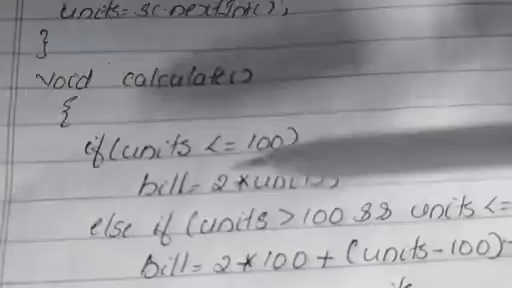 units=sc.nextInt();
}
void calculate()
{
if(units <=100)
bill= 2*units;
else if (units >100 && units <=
bill= 2*100+(units-100)